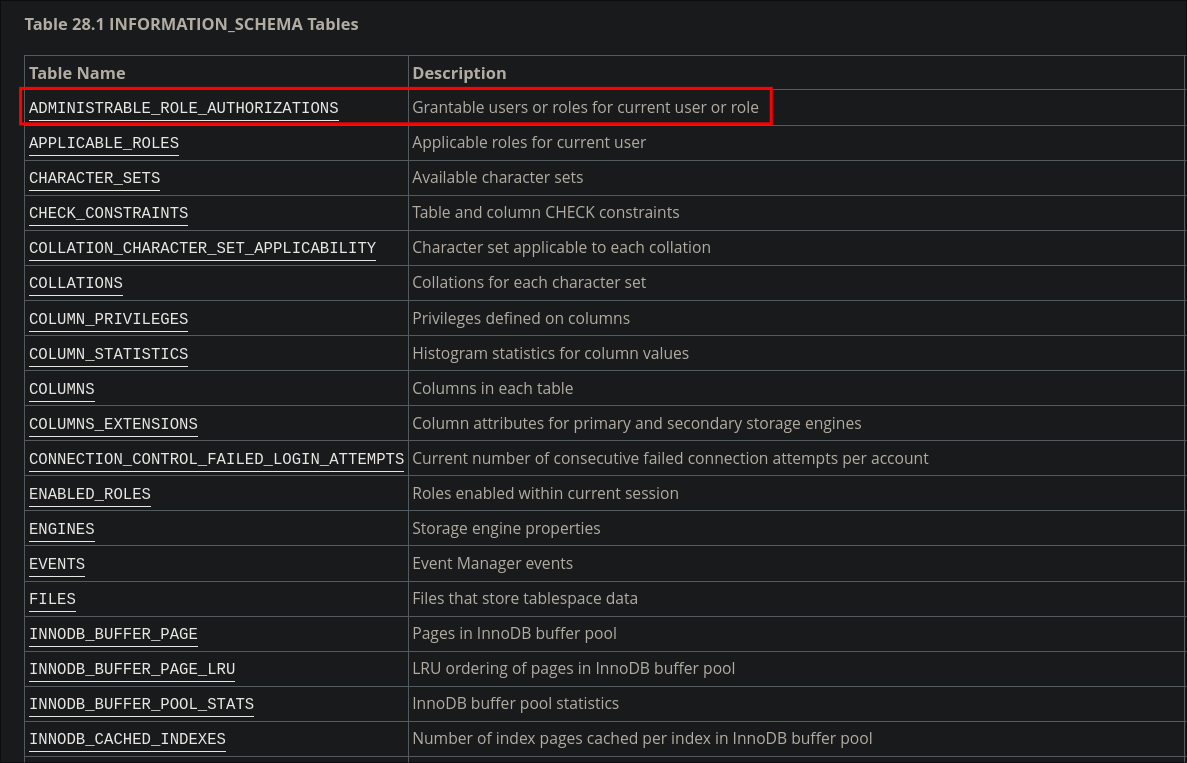 Table 28.1 INFORMATION_SCHEMA Tables
Table Name Description
ADMINISTRABLE_ROLE_AUTHORIZATIONS Grantable users or roles for current user or role
APPLICABLE_ROLES Applicable roles for current user
CHARACTER_SETS Available character sets
CHECK_CONSTRAINTS Table and column CHECK constraints
COLLATION_CHARACTER_SET_APPLICABILITY Character set applicable to each collation
COLLATIONS Collations for each character set
COLUMN_PRIVILEGES Privileges defined on columns
COLUMN_STATISTICS Histogram statistics for column values
COLUMNS Columns in each table
COLUMNS_EXTENSIONS Column attributes for primary and secondary storage engines
CONNECTION_CONTROL_FAILED_LOGIN_ATTEMPTS Current number of consecutive failed connection attempts per account
ENABLED_ROLES Roles enabled within current session
ENGINES Storage engine properties
EVENTS Event Manager events
FILES Files that store tablespace data
INNODB_BUFFER_PAGE Pages in InnoDB buffer pool
INNODB_BUFFER_PAGE_LRU LRU ordering of pages in InnoDB buffer pool
INNODB_BUFFER_POOL_STATS InnoDB buffer pool statistics
INNODB_CACHED_INDEXES Number of index pages cached per index in InnoDB buffer pool